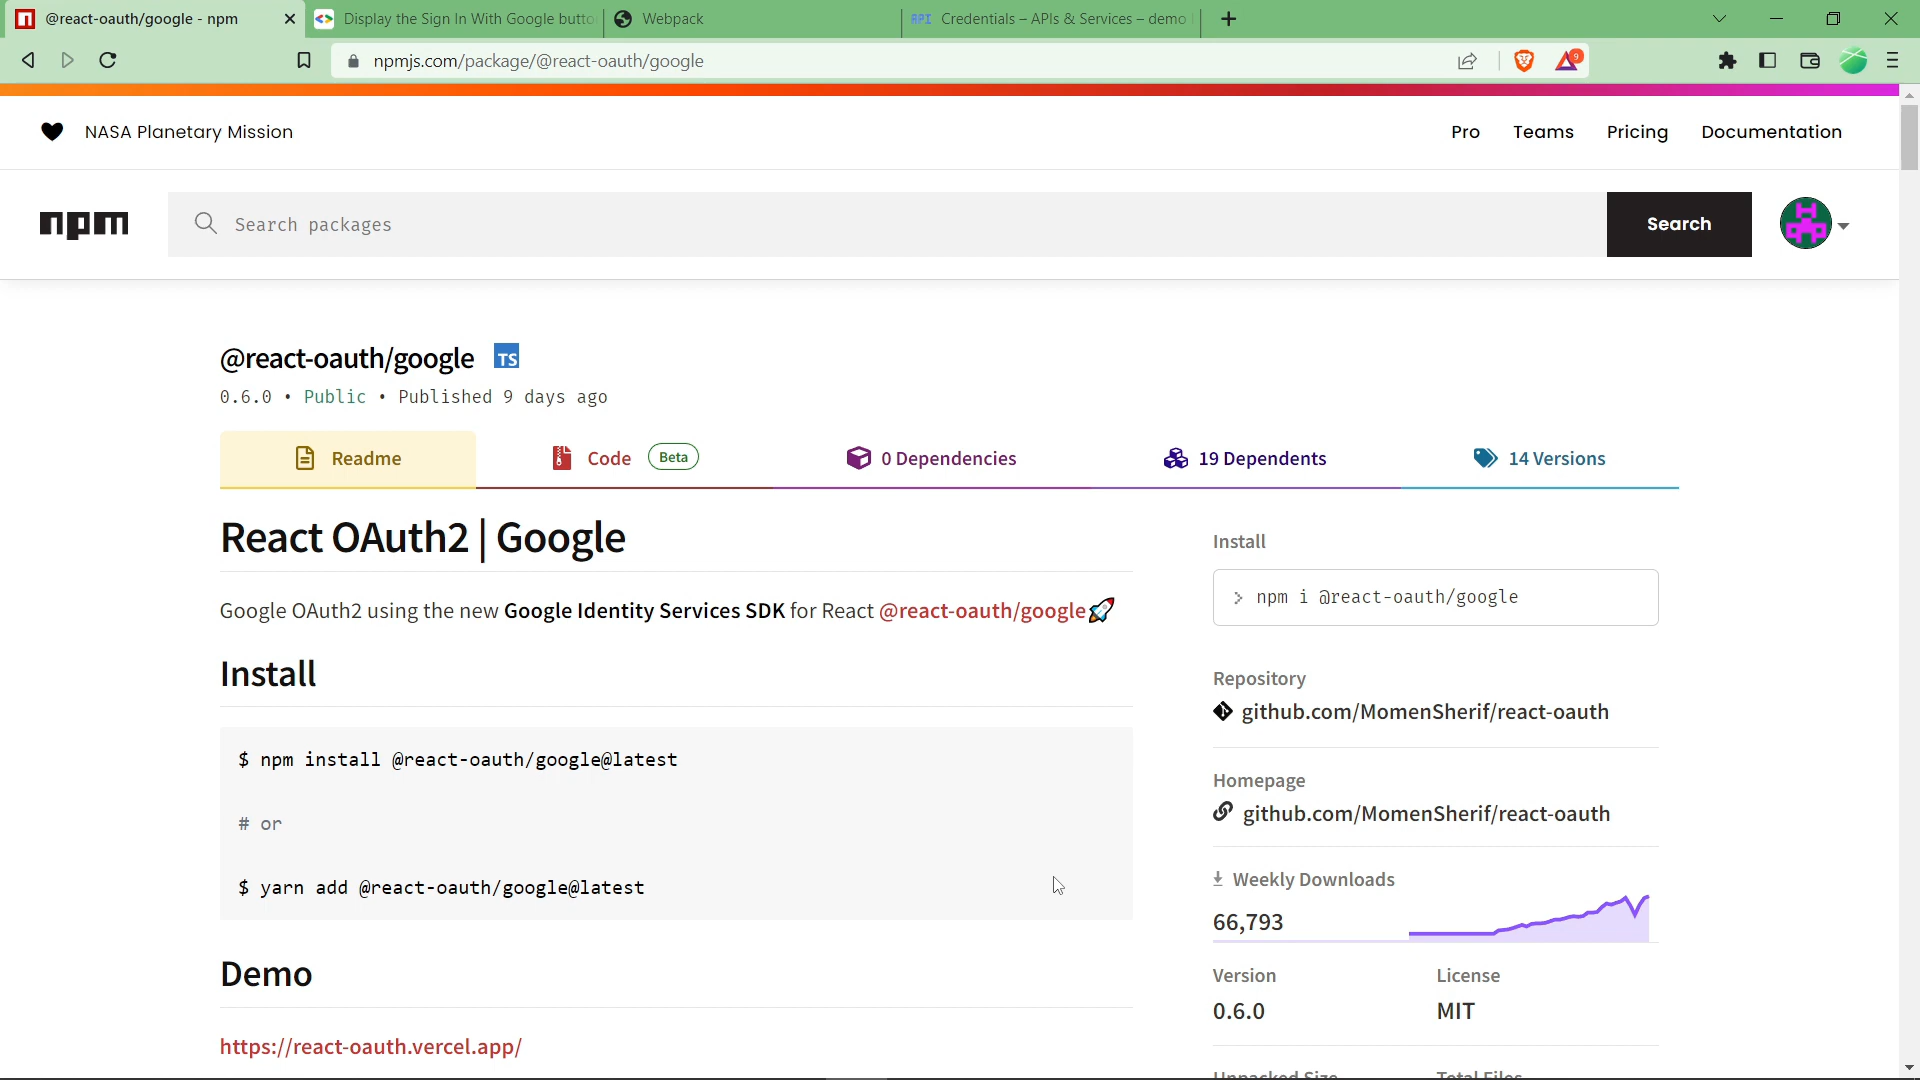 @react-oauth/google - npm
Display the Sign In With Google butto
Webpack
API Credentials – APIs & Services – demo
npmjs.com/package/@react-oauth/google
9
NASA Planetary Mission
Pro Teams Pricing Documentation
npm
Search packages
Search
@react-oauth/google TS
0.6.0 • Public • Published 9 days ago
Readme
Code Beta
0 Dependencies
19 Dependents
14 Versions
React OAuth2 | Google
Google OAuth2 using the new Google Identity Services SDK for React @react-oauth/google🚀
Install
$ npm install @react-oauth/google@latest
# or
$ yarn add @react-oauth/google@latest
Demo
https://react-oauth.vercel.app/
Install
> npm i @react-oauth/google
Repository
github.com/MomenSherif/react-oauth
Homepage
github.com/MomenSherif/react-oauth
Weekly Downloads
66,793
Version
0.6.0
License
MIT
Unpacked Size
Total Files